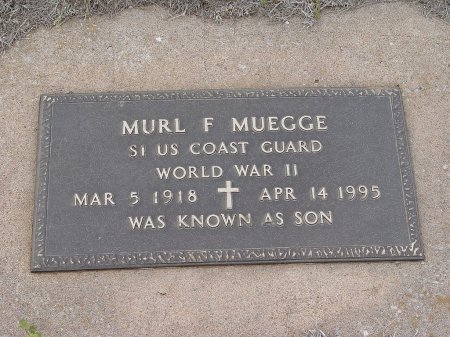 MURL F MUEGGE
S1 US COAST GUARD
WORLD WAR II
MAR 5 1918 APR 14 1995
WAS KNOWN AS SON